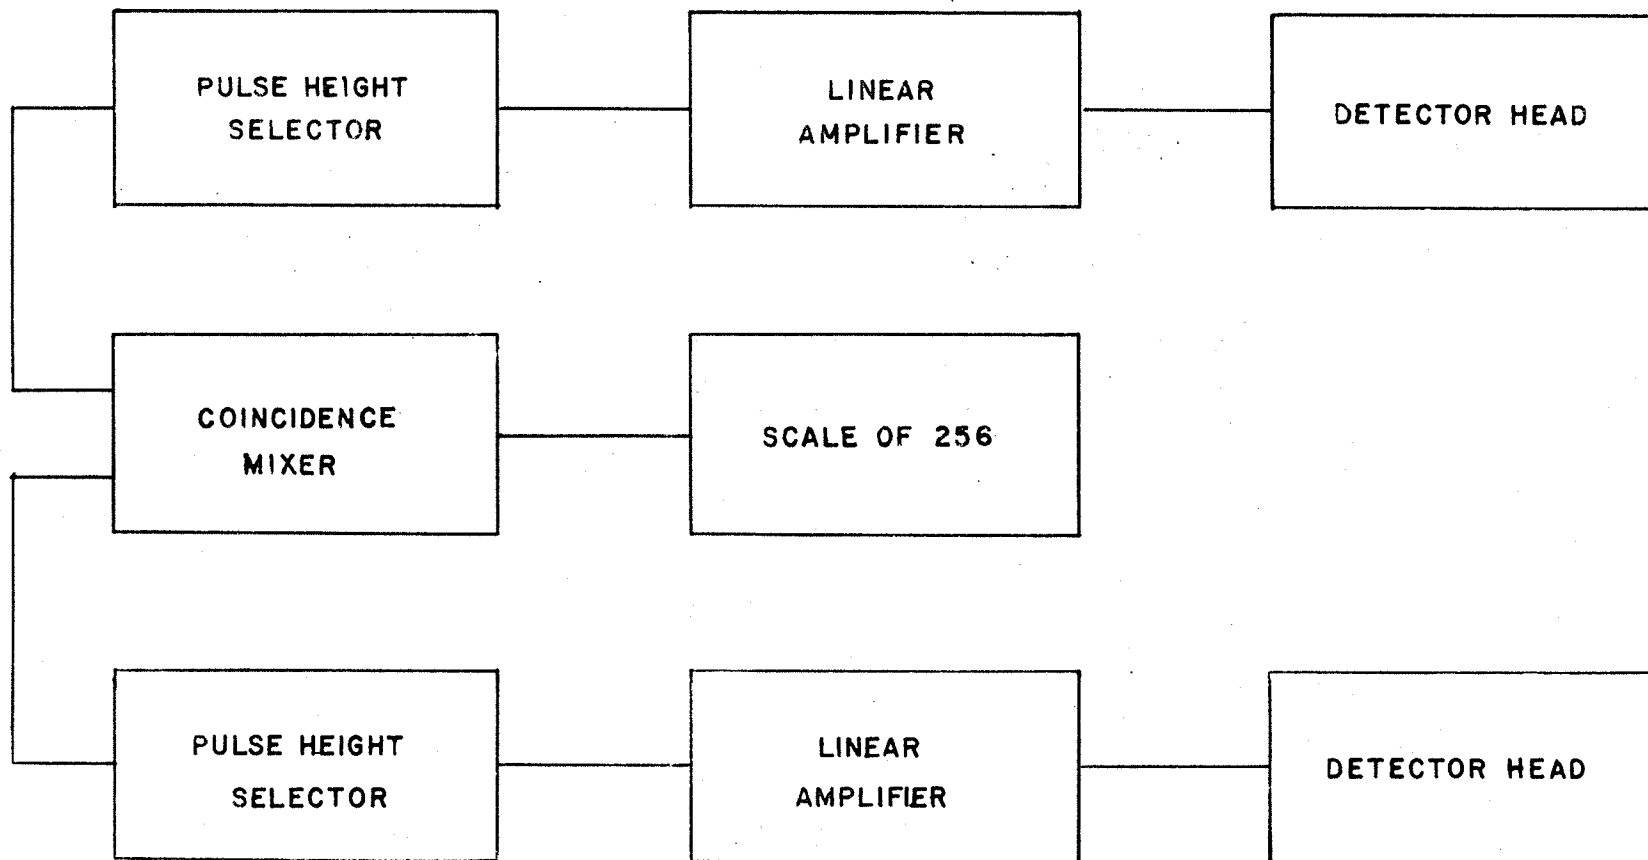 PULSE HEIGHT
SELECTOR
LINEAR
AMPLIFIER
DETECTOR HEAD
COINCIDENCE
MIXER
SCALE OF 256
PULSE HEIGHT
SELECTOR
LINEAR
AMPLIFIER
DETECTOR HEAD